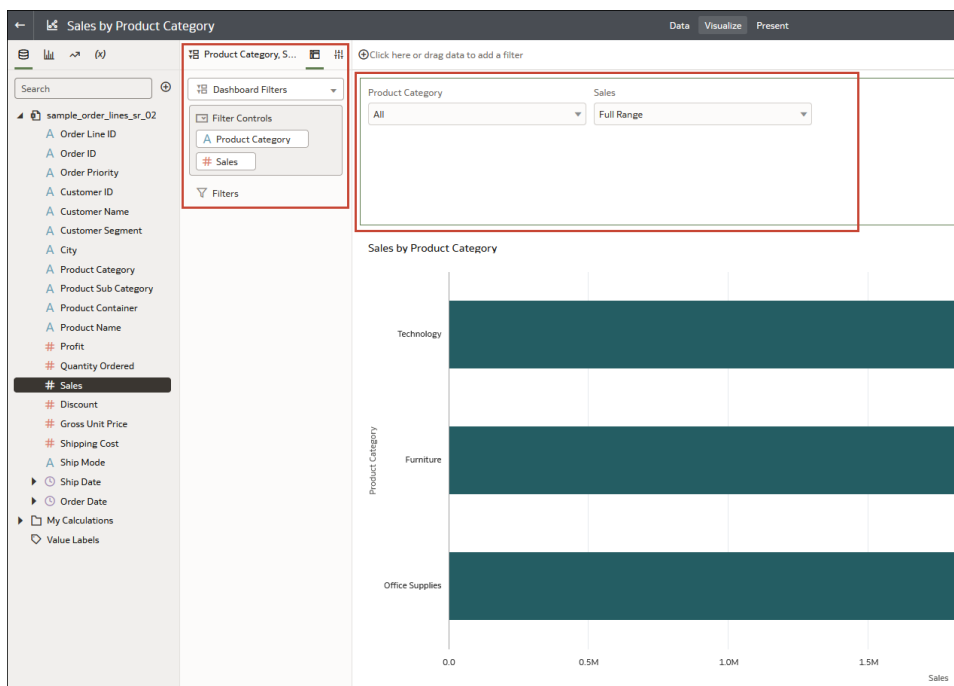 Sales by Product Category
Data Visualize Present
(x)
Product Category, S...
Click here or drag data to add a filter
Search
Dashboard Filters
Product Category
Sales
All
Full Range
sample_order_lines_sr_02
A Order Line ID
A Order ID
A Order Priority
A Customer ID
A Customer Name
A Customer Segment
A City
A Product Category
A Product Sub Category
A Product Container
A Product Name
# Profit
# Quantity Ordered
# Sales
# Discount
# Gross Unit Price
# Shipping Cost
A Ship Mode
Ship Date
Order Date
My Calculations
Value Labels
Filter Controls
A Product Category
# Sales
Filters
Sales by Product Category
Product Category
Technology
Furniture
Office Supplies
0.0
0.5M
1.0M
1.5M
Sales